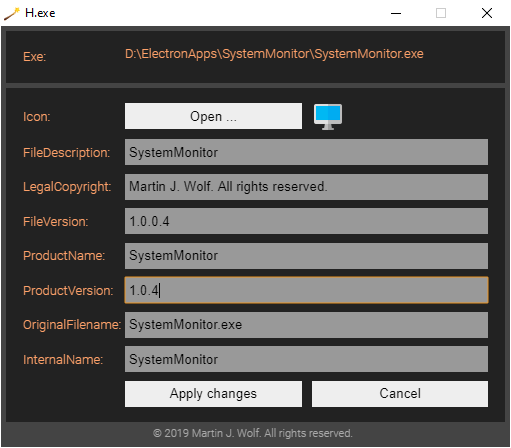 H.exe
Exe: D:\ElectronApps\SystemMonitor\SystemMonitor.exe
Icon: Open ...
FileDescription: SystemMonitor
LegalCopyright: Martin J. Wolf. All rights reserved.
FileVersion: 1.0.0.4
ProductName: SystemMonitor
ProductVersion: 1.0.4
OriginalFilename: SystemMonitor.exe
InternalName: SystemMonitor
Apply changes Cancel
© 2019 Martin J. Wolf. All rights reserved.